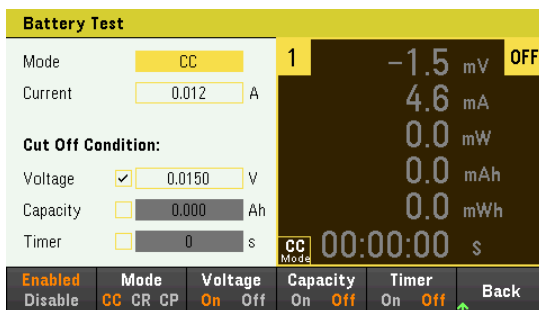 Battery Test
Mode CC
Current 0.012 A
Cut Off Condition:
Voltage 0.0150 V
Capacity 0.000 Ah
Timer 0 s
1 -1.5 mV OFF
4.6 mA
0.0 mW
0.0 mAh
0.0 mWh
CC Mode 00:00:00 s
Enabled Mode Voltage Capacity Timer Back
Disable CC CR CP On Off On Off On Off